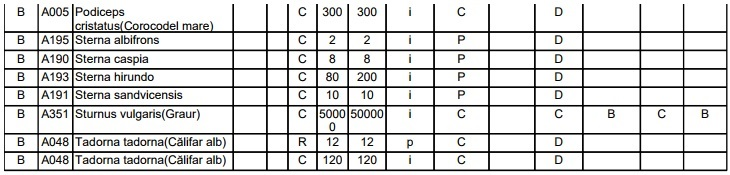 B A005 Podiceps cristatus(Corocodel mare) C 300 300 i C D
B A195 Sterna albifrons C 2 2 i P D
B A190 Sterna caspia C 8 8 i P D
B A193 Sterna hirundo C 80 200 i P D
B A191 Sterna sandvicensis C 10 10 i P D
B A351 Sturnus vulgaris(Graur) C 50000 50000 i C C B C B
B A048 Tadorna tadorna(Călifar alb) R 12 12 p C D
B A048 Tadorna tadorna(Călifar alb) C 120 120 i C D